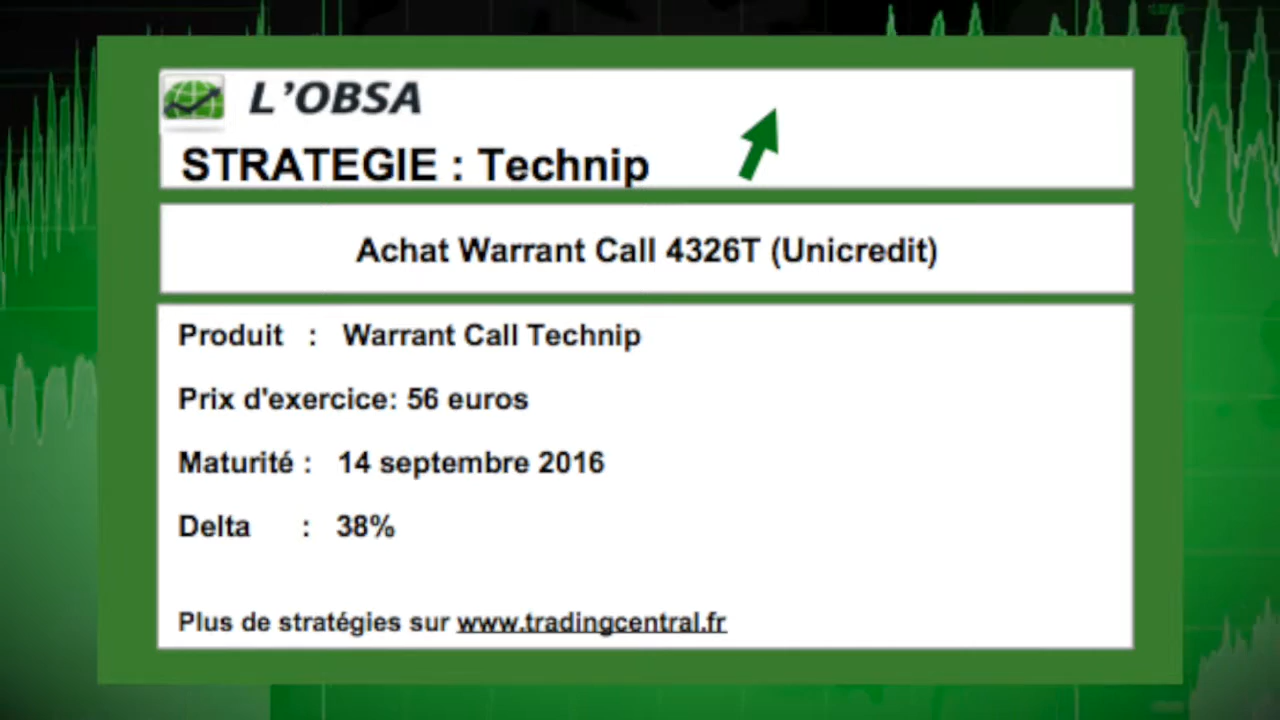 L'OBSA
STRATEGIE : Technip
Achat Warrant Call 4326T (Unicredit)
Produit : Warrant Call Technip
Prix d'exercice: 56 euros
Maturité : 14 septembre 2016
Delta : 38%
Plus de stratégies sur www.tradingcentral.fr